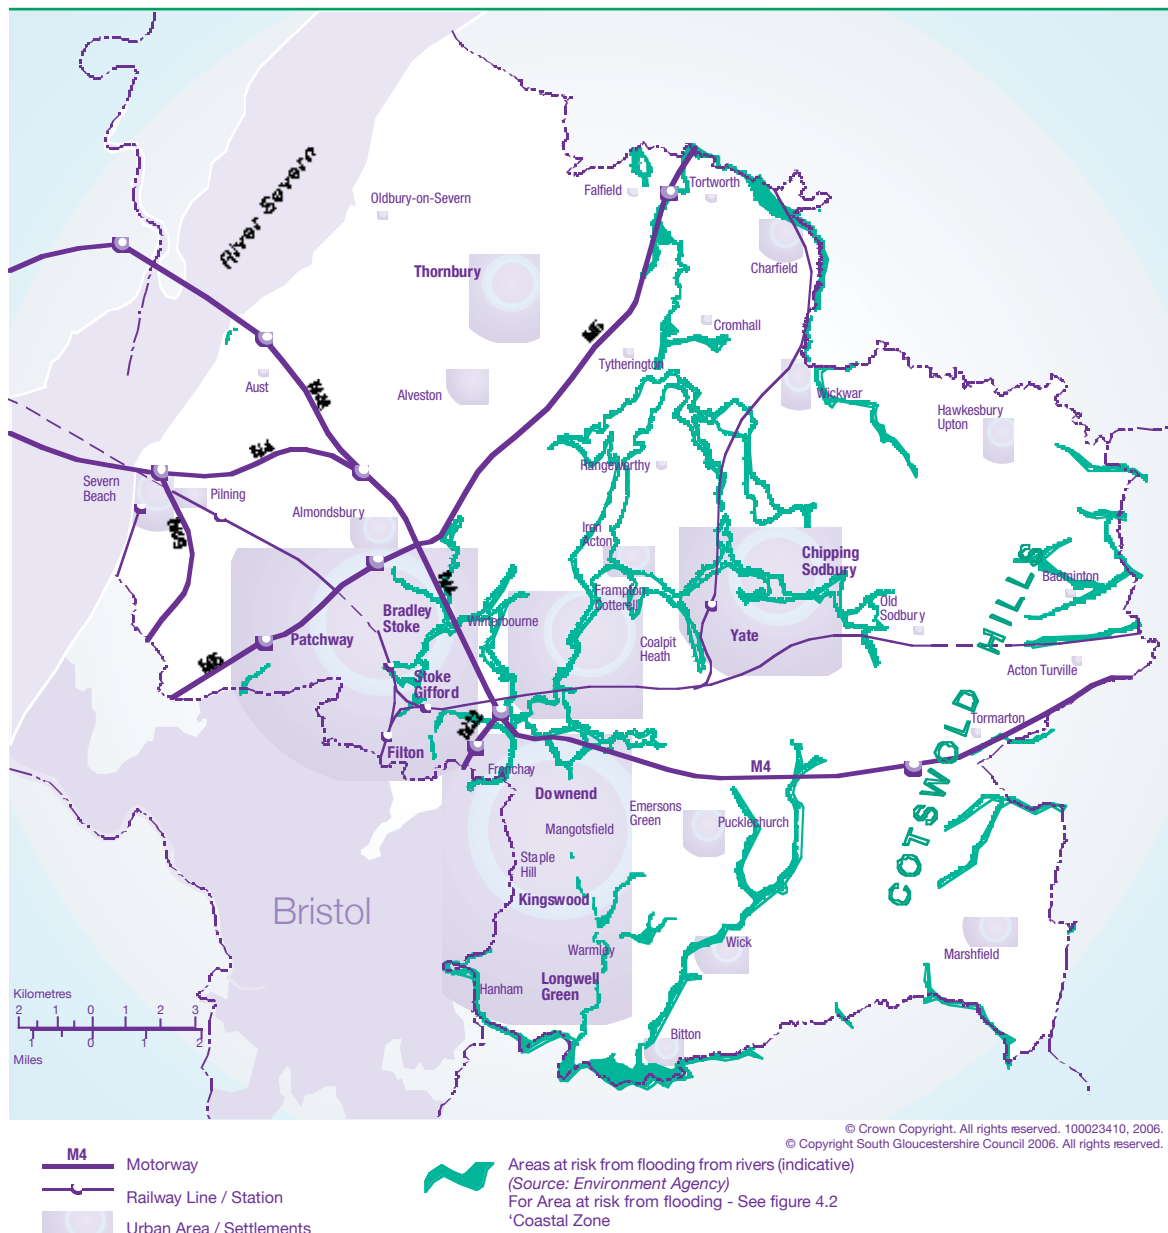 River Severn
Oldbury-on-Severn
Falfield
Tortworth
Thornbury
Charfield
M5
Cromhall
Tytherington
Aust
M48
Alveston
Wickwar
Hawkesbury
Upton
M4
Severn
Beach
Pilning
Rangeworthy
Almondsbury
M49
Iron
Acton
Chipping
Sodbury
M4
Badminton
Bradley
Stoke
Winterbourne
Frampton
Cotterell
Old
Sodbury
Patchway
Coalpit
Heath
Yate
HILLS
M5
Stoke
Gifford
Acton Turville
M32
Tormarton
Filton
Frenchay
M4
COTSWOLD
Downend
Emersons
Green
Pucklechurch
Mangotsfield
Staple
Hill
Kingswood
Bristol
Warmley
Wick
Marshfield
Hanham
Longwell
Green
Bitton
Kilometres
2 1 0 1 2 3
1 0 1 2
Miles
© Crown Copyright. All rights reserved. 100023410, 2006.
© Copyright South Gloucestershire Council 2006. All rights reserved.
M4
Motorway
Railway Line / Station
Urban Area / Settlements
Areas at risk from flooding from rivers (indicative)
(Source: Environment Agency)
For Area at risk from flooding - See figure 4.2
‘Coastal Zone